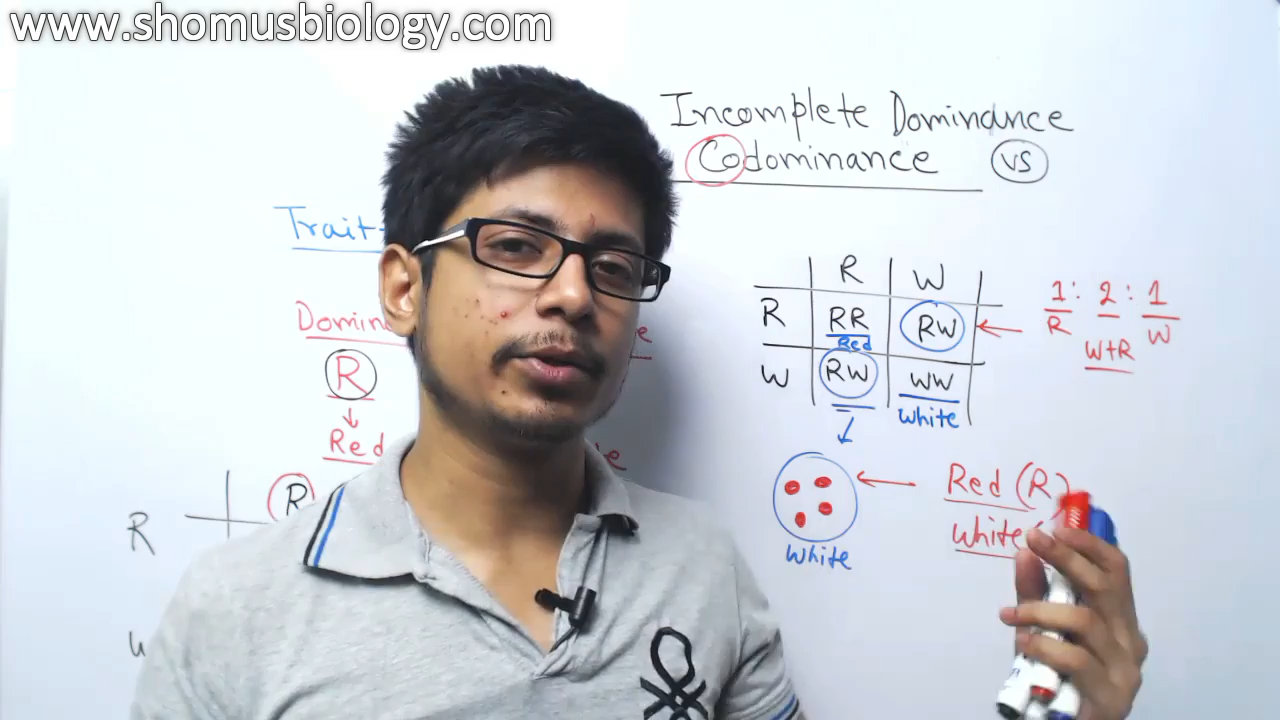 www.shomusbiology.com
Incomplete Dominance
Codominance vs
Trait
R W
R RR RW
Red
W RW WW
White
1 : 2 : 1
R W+R W
R
Red
R
R
White
Red (R)
White